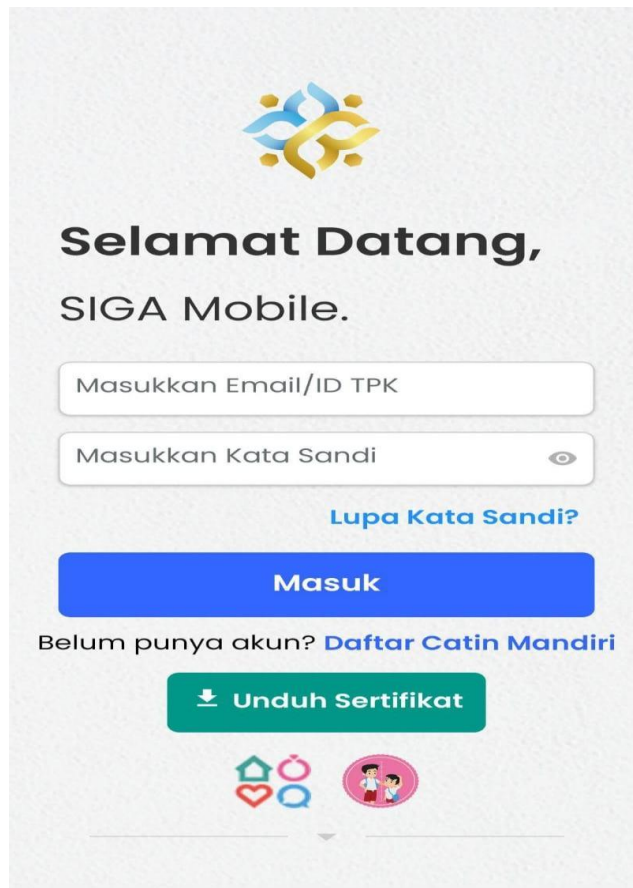 Selamat Datang,
SIGA Mobile.
Masukkan Email/ID TPK
Masukkan Kata Sandi
Lupa Kata Sandi?
Masuk
Belum punya akun? Daftar Catin Mandiri
Unduh Sertifikat